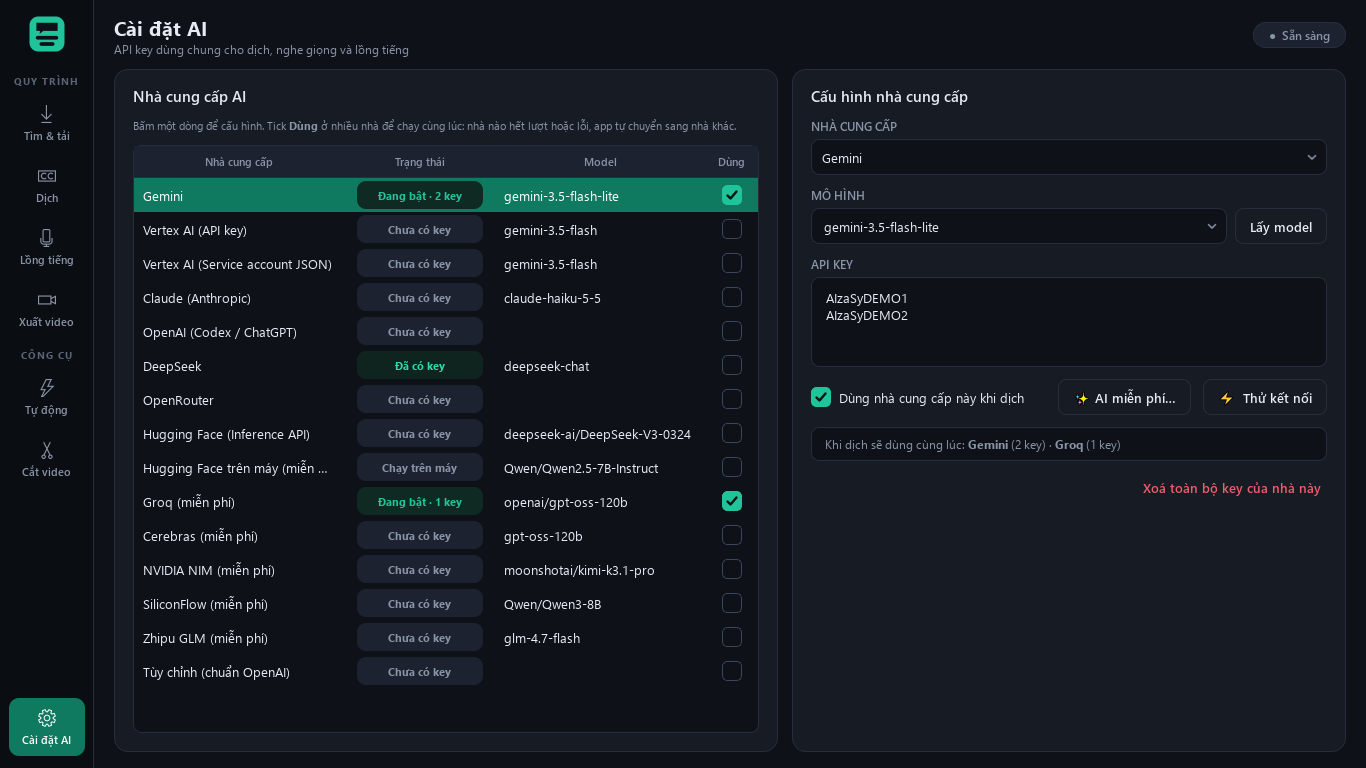 QUY TRÌNH
Tìm & tải
Dịch
Lồng tiếng
Xuất video
CÔNG CỤ
Tự động
Cắt video
Cài đặt AI
Cài đặt AI
API key dùng chung cho dịch, nghe giọng và lồng tiếng
Sẵn sàng
Nhà cung cấp AI
Bấm một dòng để cấu hình. Tick Dùng ở nhiều nhà để chạy cùng lúc: nhà nào hết lượt hoặc lỗi, app tự chuyển sang nhà khác.
Nhà cung cấp Trạng thái Model Dùng
Gemini Đang bật · 2 key gemini-3.5-flash-lite
Vertex AI (API key) Chưa có key gemini-3.5-flash
Vertex AI (Service account JSON) Chưa có key gemini-3.5-flash
Claude (Anthropic) Chưa có key claude-haiku-5-5
OpenAI (Codex / ChatGPT) Chưa có key
DeepSeek Đã có key deepseek-chat
OpenRouter Chưa có key
Hugging Face (Inference API) Chưa có key deepseek-ai/DeepSeek-V3-0324
Hugging Face trên máy (miễn ... Chạy trên máy Qwen/Qwen2.5-7B-Instruct
Groq (miễn phí) Đang bật · 1 key openai/gpt-oss-120b
Cerebras (miễn phí) Chưa có key gpt-oss-120b
NVIDIA NIM (miễn phí) Chưa có key moonshotai/kimi-k3.1-pro
SiliconFlow (miễn phí) Chưa có key Qwen/Qwen3-8B
Zhipu GLM (miễn phí) Chưa có key glm-4.7-flash
Tùy chỉnh (chuẩn OpenAI) Chưa có key
Cấu hình nhà cung cấp
NHÀ CUNG CẤP
Gemini
MÔ HÌNH
gemini-3.5-flash-lite Lấy model
API KEY
AIzaSyDEMO1
AIzaSyDEMO2
Dùng nhà cung cấp này khi dịch AI miễn phí... Thử kết nối
Khi dịch sẽ dùng cùng lúc: Gemini (2 key) · Groq (1 key)
Xoá toàn bộ key của nhà này